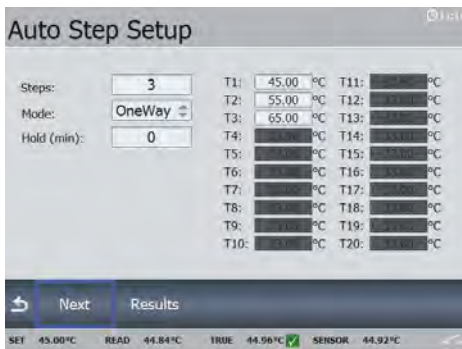 Auto Step Setup
Steps: 3
Mode: OneWay
Hold (min): 0
T1: 45.00 °C T11: °C
T2: 55.00 °C T12: °C
T3: 65.00 °C T13: °C
T4: °C T14: °C
T5: °C T15: °C
T6: °C T16: °C
T7: °C T17: °C
T8: °C T18: °C
T9: °C T19: °C
T10: °C T20: °C
Next Results
SET 45.00°C READ 44.84°C TRUE 44.96°C SENSOR 44.92°C